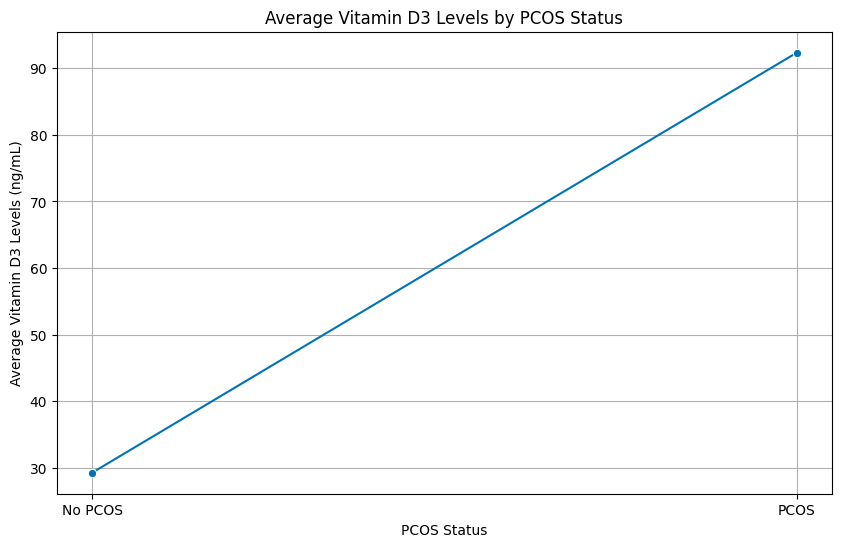 Average Vitamin D3 Levels by PCOS Status
Average Vitamin D3 Levels (ng/mL)
90
80
70
60
50
40
30
No PCOS
PCOS
PCOS Status